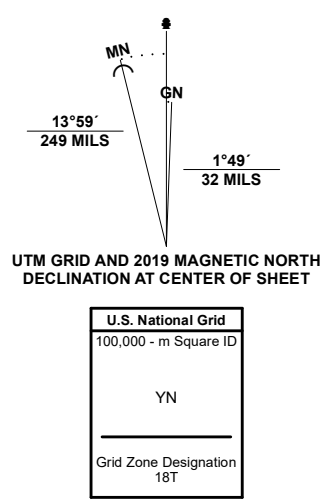 MN
GN
13°59´
249 MILS
1°49´
32 MILS
UTM GRID AND 2019 MAGNETIC NORTH
DECLINATION AT CENTER OF SHEET
U.S. National Grid
100,000 - m Square ID
YN
Grid Zone Designation
18T